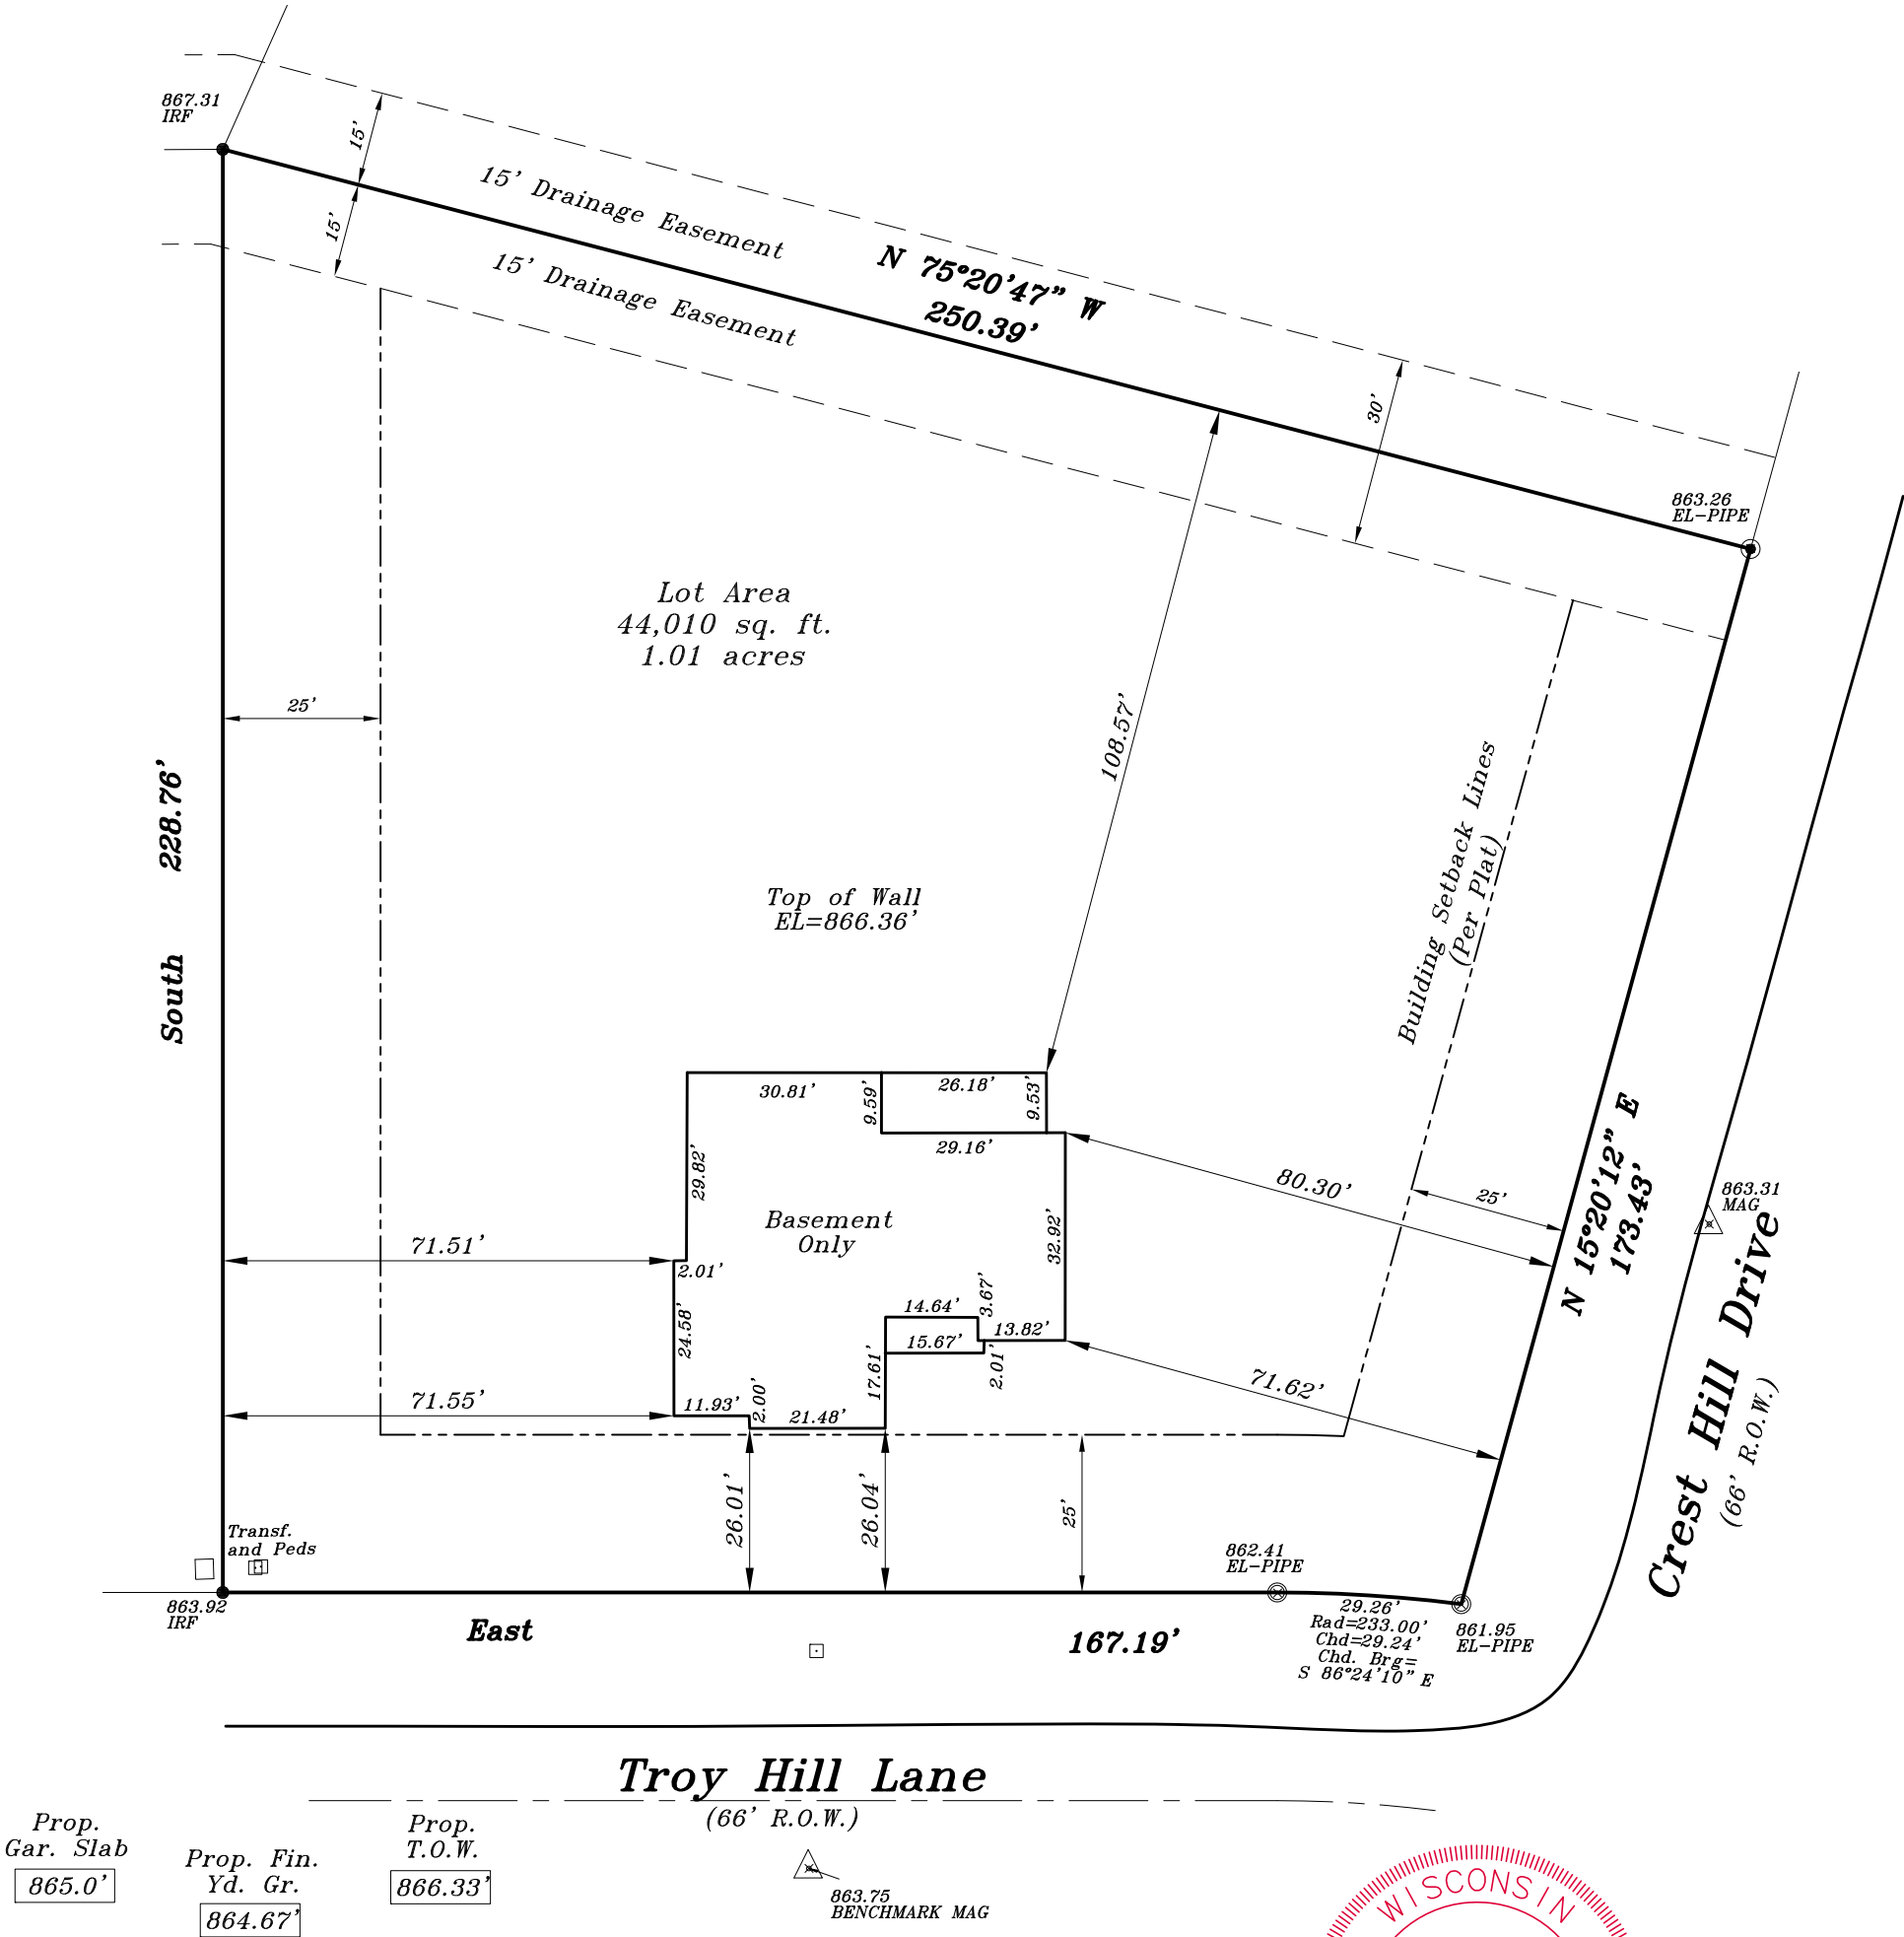 867.31
IRF
15'
15'
15' Drainage Easement
15' Drainage Easement
N 75°20'47" W
250.39'
30'
863.26
EL-PIPE
Lot Area
44,010 sq. ft.
1.01 acres
25'
South 228.76'
108.57'
Building Setback Lines
(Per Plat)
Top of Wall
EL=866.36'
30.81'
9.59'
26.18'
9.53'
29.16'
29.82'
80.30'
25'
N 15°20'12" E
173.43'
863.31
MAG
Basement
Only
32.92'
71.51'
2.01'
24.58'
14.64'
3.67'
13.82'
15.67'
2.01'
17.61'
71.62'
71.55'
11.93'
2.00'
21.48'
26.01'
26.04'
25'
Crest Hill Drive
(66' R.O.W.)
Transf.
and Peds
863.92
IRF
862.41
EL-PIPE
East
167.19'
29.26'
Rad=233.00'
Chd=29.24'
Chd. Brg=
S 86°24'10" E
861.95
EL-PIPE
Troy Hill Lane
(66' R.O.W.)
Prop.
Gar. Slab
865.0'
Prop. Fin.
Yd. Gr.
864.67'
Prop.
T.O.W.
866.33'
863.75
BENCHMARK MAG
WISCONSIN